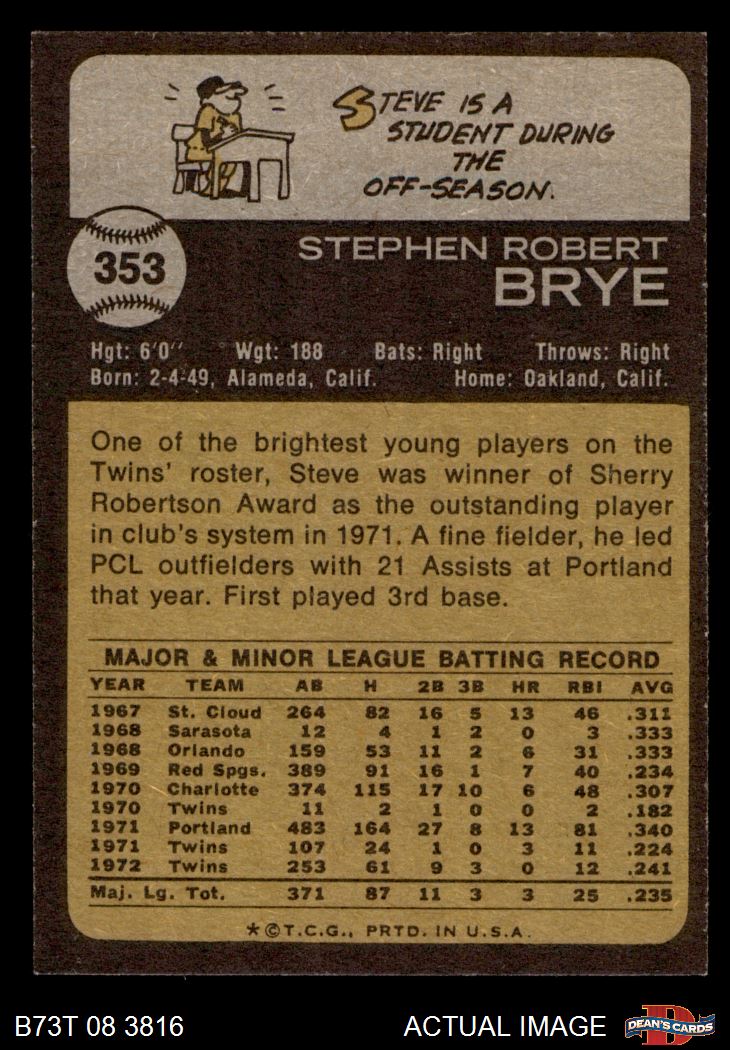 STEVE IS A
STUDENT DURING
THE
OFF-SEASON.
353
STEPHEN ROBERT
BRYE
Hgt: 6'0'' Wgt: 188 Bats: Right Throws: Right
Born: 2-4-49, Alameda, Calif. Home: Oakland, Calif.
One of the brightest young players on the
Twins' roster, Steve was winner of Sherry
Robertson Award as the outstanding player
in club's system in 1971. A fine fielder, he led
PCL outfielders with 21 Assists at Portland
that year. First played 3rd base.
MAJOR & MINOR LEAGUE BATTING RECORD
YEAR TEAM AB H 2B 3B HR RBI AVG
1967 St. Cloud 264 82 16 5 13 46 .311
1968 Sarasota 12 4 1 2 0 3 .333
1968 Orlando 159 53 11 2 6 31 .333
1969 Red Spgs. 389 91 16 1 7 40 .234
1970 Charlotte 374 115 17 10 6 48 .307
1970 Twins 11 2 1 0 0 2 .182
1971 Portland 483 164 27 8 13 81 .340
1971 Twins 107 24 1 0 3 11 .224
1972 Twins 253 61 9 3 0 12 .241
Maj. Lg. Tot. 371 87 11 3 3 25 .235
*©T.C.G., PRTD. IN U.S.A.
B73T 08 3816 ACTUAL IMAGE D DEAN'S CARDS